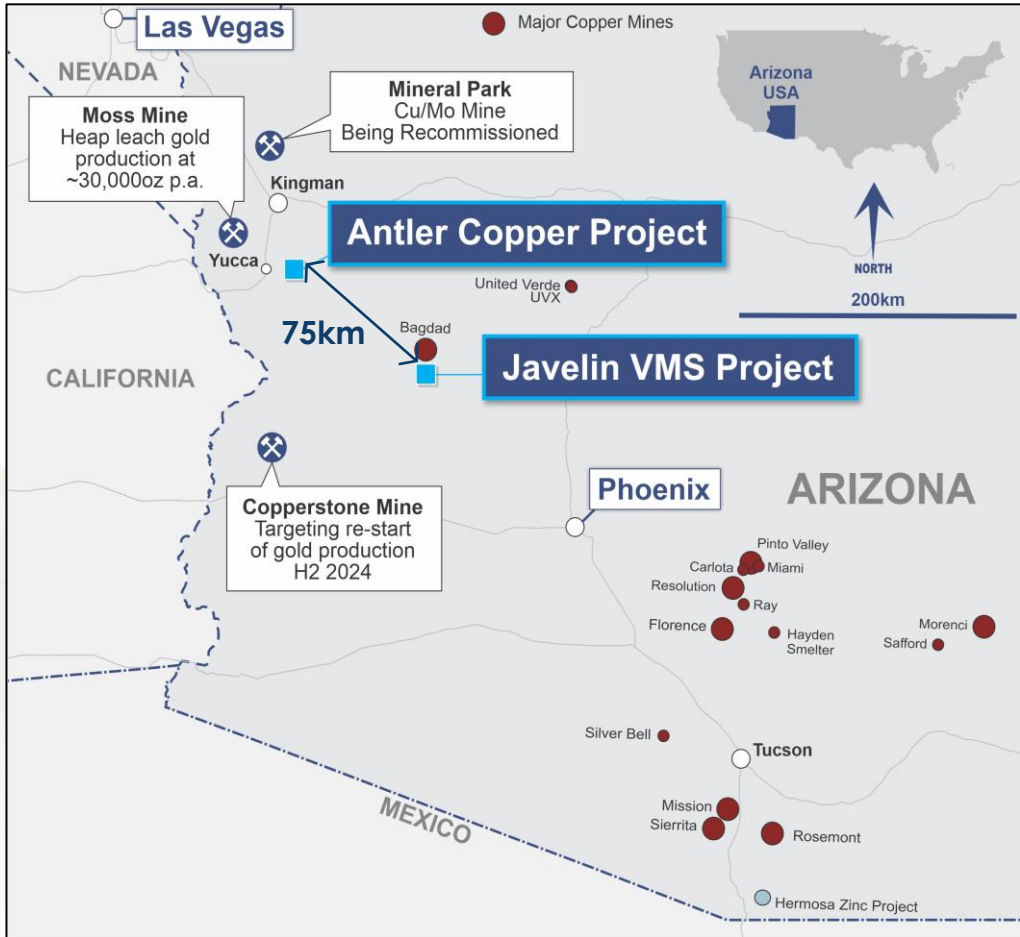 Las Vegas
Major Copper Mines
NEVADA
Arizona
USA
Mineral Park
Cu/Mo Mine
Being Recommissioned
Moss Mine
Heap leach gold
production at
~30,000oz p.a.
Kingman
Antler Copper Project
Yucca
NORTH
200km
United Verde
UVX
75km
Bagdad
Javelin VMS Project
CALIFORNIA
Copperstone Mine
Targeting re-start
of gold production
H2 2024
Phoenix
ARIZONA
Pinto Valley
Carlota
Miami
Resolution
Ray
Florence
Hayden
Smelter
Morenci
Safford
Silver Bell
Tucson
MEXICO
Mission
Sierrita
Rosemont
Hermosa Zinc Project